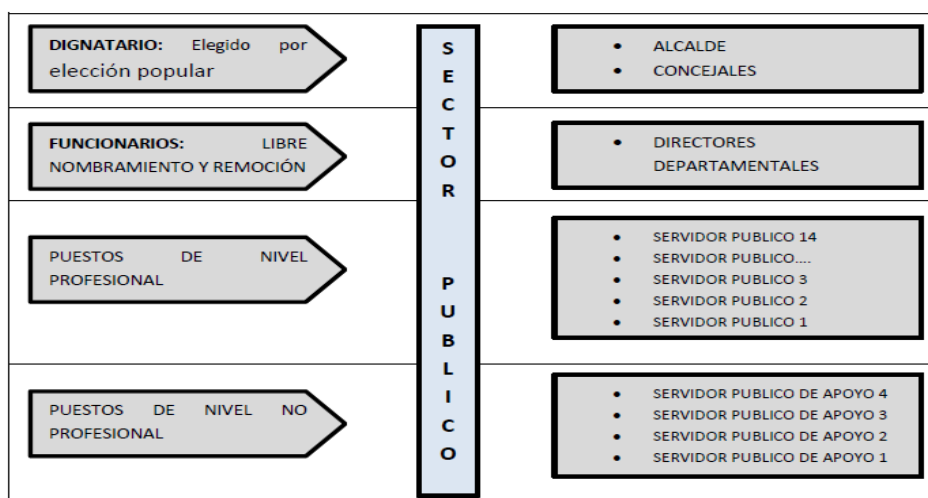 DIGNATARIO: Elegido por
elección popular
S
E
C
T
O
R
P
U
B
L
I
C
O
• ALCALDE
• CONCEJALES
FUNCIONARIOS: LIBRE
NOMBRAMIENTO Y REMOCIÓN
• DIRECTORES
DEPARTAMENTALES
PUESTOS DE NIVEL
PROFESIONAL
• SERVIDOR PUBLICO 14
• SERVIDOR PUBLICO....
• SERVIDOR PUBLICO 3
• SERVIDOR PUBLICO 2
• SERVIDOR PUBLICO 1
PUESTOS DE NIVEL NO
PROFESIONAL
• SERVIDOR PUBLICO DE APOYO 4
• SERVIDOR PUBLICO DE APOYO 3
• SERVIDOR PUBLICO DE APOYO 2
• SERVIDOR PUBLICO DE APOYO 1